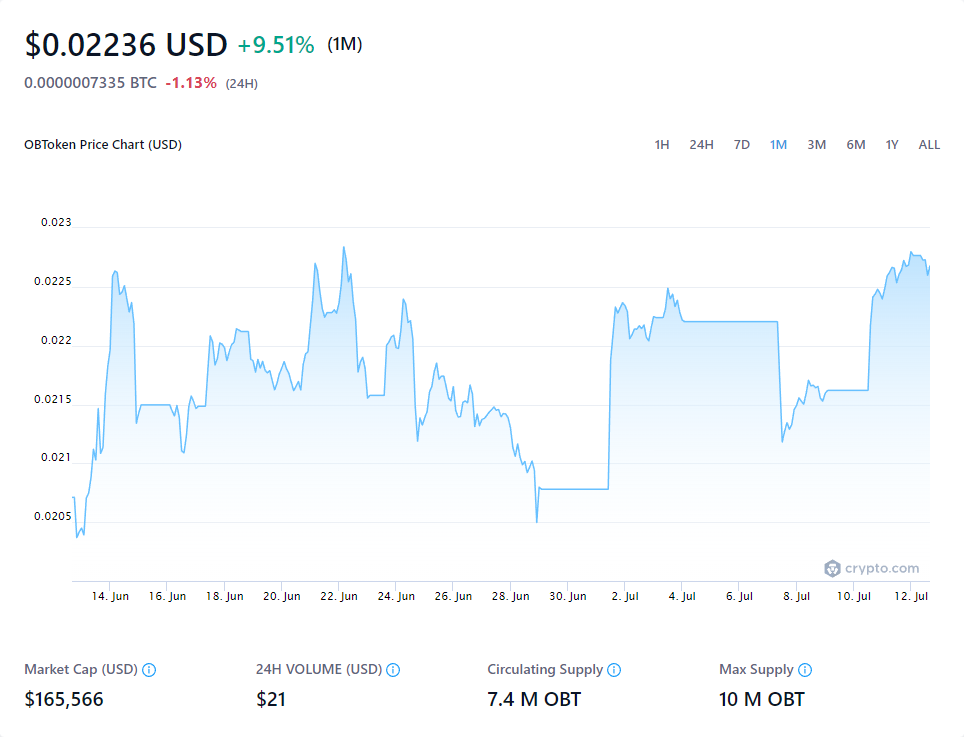 $0.02236 USD +9.51% (1M)
0.0000007335 BTC -1.13% (24H)
OBToken Price Chart (USD) 1H 24H 7D 1M 3M 6M 1Y ALL
0.023
0.0225
0.022
0.0215
0.021
0.0205
crypto.com
14. Jun 16. Jun 18. Jun 20. Jun 22. Jun 24. Jun 26. Jun 28. Jun 30. Jun 2. Jul 4. Jul 6. Jul 8. Jul 10. Jul 12. Jul
Market Cap (USD) 24H VOLUME (USD) Circulating Supply Max Supply
$165,566 $21 7.4 M OBT 10 M OBT